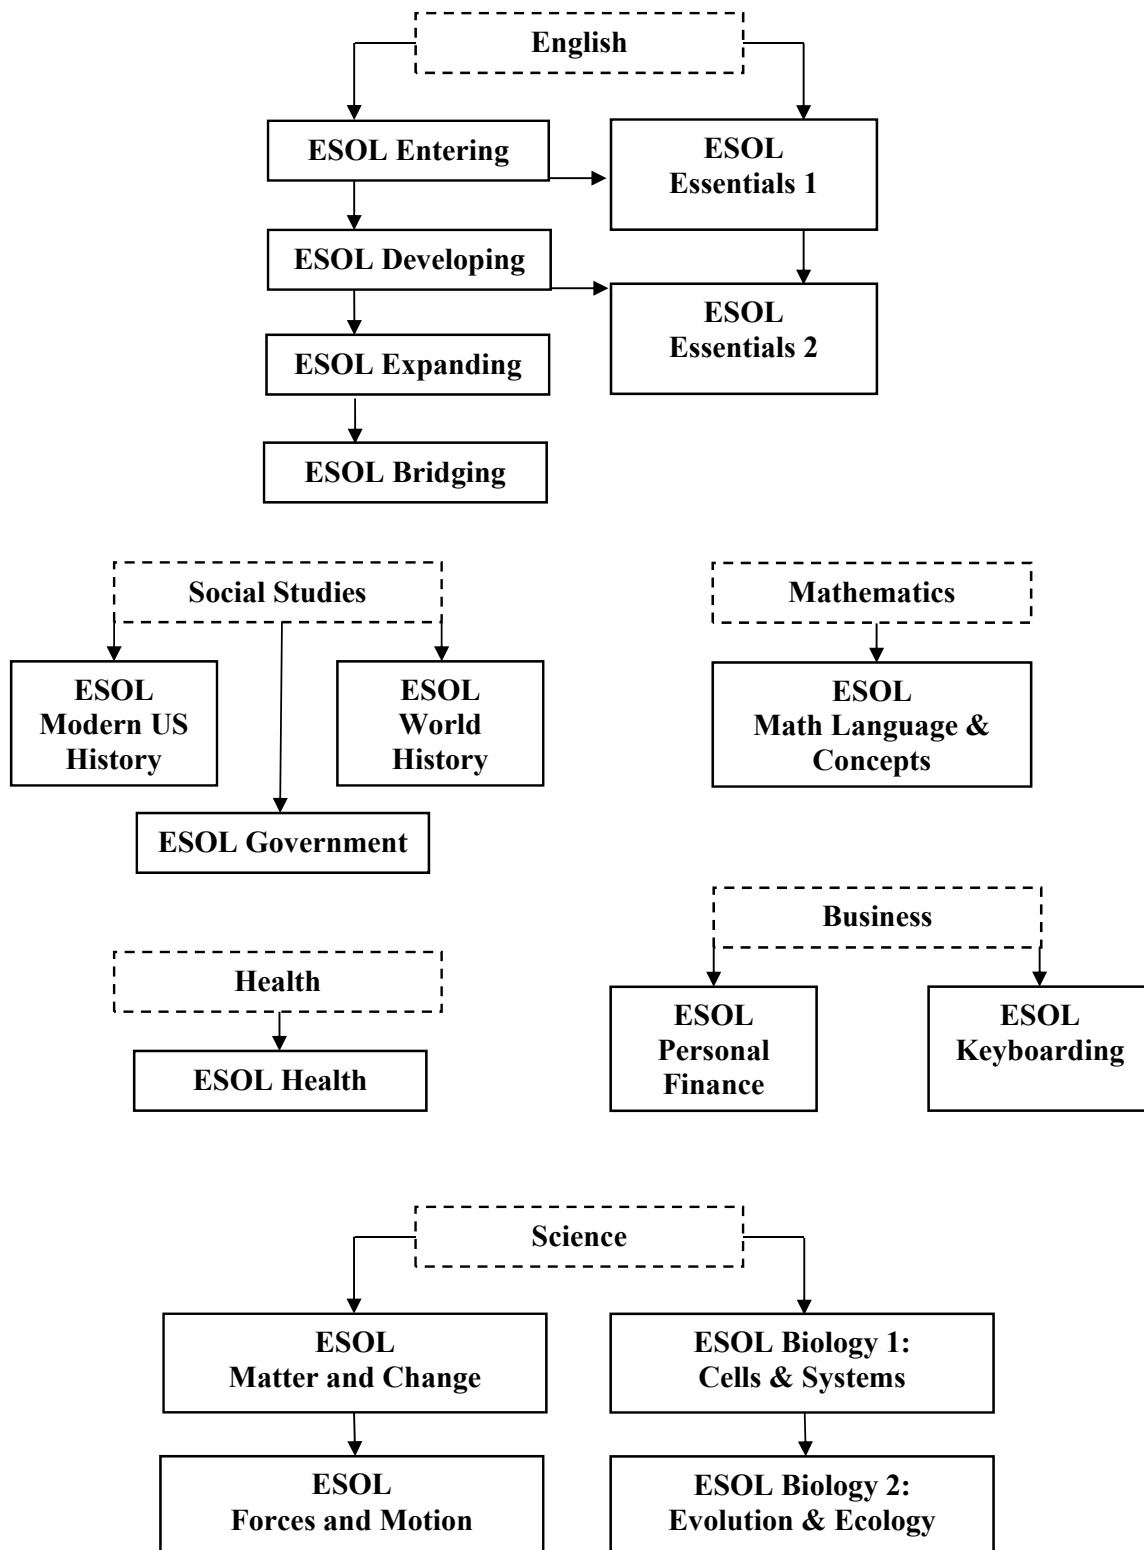 English
ESOL Entering
ESOL
Essentials 1
ESOL Developing
ESOL
Essentials 2
ESOL Expanding
ESOL Bridging
Social Studies
ESOL
Modern US
History
ESOL
World
History
ESOL Government
Mathematics
ESOL
Math Language &
Concepts
Business
ESOL
Personal
Finance
ESOL
Keyboarding
Health
ESOL Health
Science
ESOL
Matter and Change
ESOL Biology 1:
Cells & Systems
ESOL
Forces and Motion
ESOL Biology 2:
Evolution & Ecology